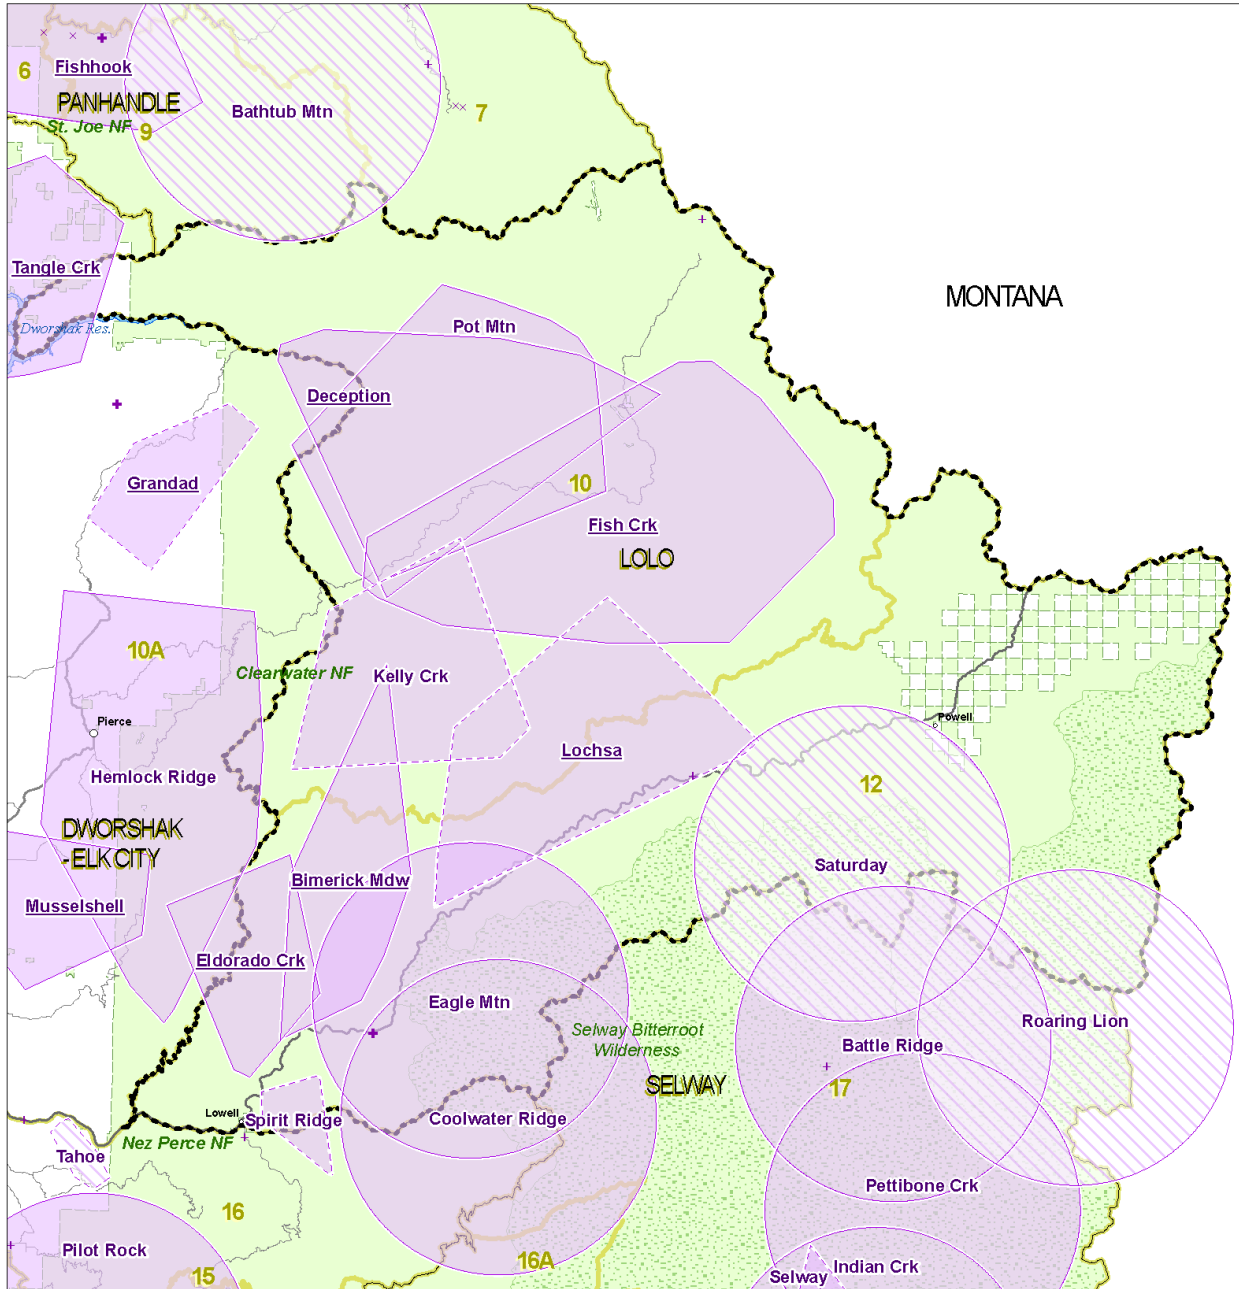 6
Fishhook
PANHANDLE
St. Joe NF
9
Bathtub Mtn
7
Tangle Crk
Dworshak Res.
MONTANA
Pot Mtn
Deception
Grandad
10
Fish Crk
LOLO
10A
Clearwater NF
Kelly Crk
Pierce
Powell
Lochsa
Hemlock Ridge
12
DWORSHAK
-ELK CITY
Saturday
Bimerick Mdw
Musselshell
Eldorado Crk
Eagle Mtn
Selway Bitterroot
Wilderness
Roaring Lion
Battle Ridge
SELWAY
17
Lowell
Spirit Ridge
Coolwater Ridge
Nez Perce NF
Tahoe
Pettibone Crk
16
Pilot Rock
15
16A
Indian Crk
Selway